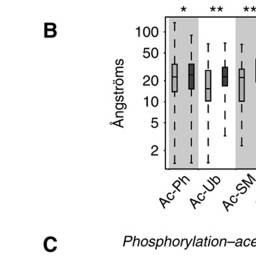 B
* ** **
100
50
20
10
5
2
Ångströms
Ac-Ph
Ac-Ub
Ac-SM
C
Phosphorylation–ace